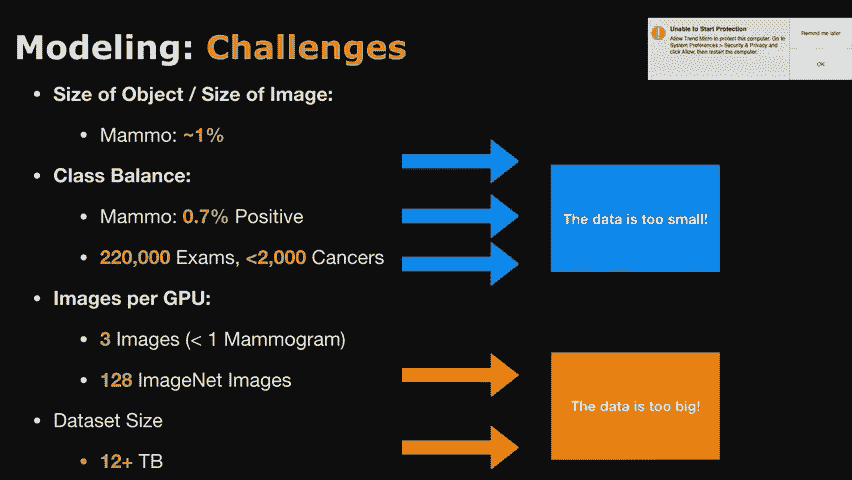 Modeling: Challenges
Unable to Start Protection
Allow Trend Micro to protect this computer. Go to
System Preferences > Security & Privacy and
click Allow, then restart the computer.
Remind me later
OK
• Size of Object / Size of Image:
• Mammo: ~1%
• Class Balance:
• Mammo: 0.7% Positive
• 220,000 Exams, <2,000 Cancers
• Images per GPU:
• 3 Images (< 1 Mammogram)
• 128 ImageNet Images
• Dataset Size
• 12+ TB
The data is too small!
The data is too big!